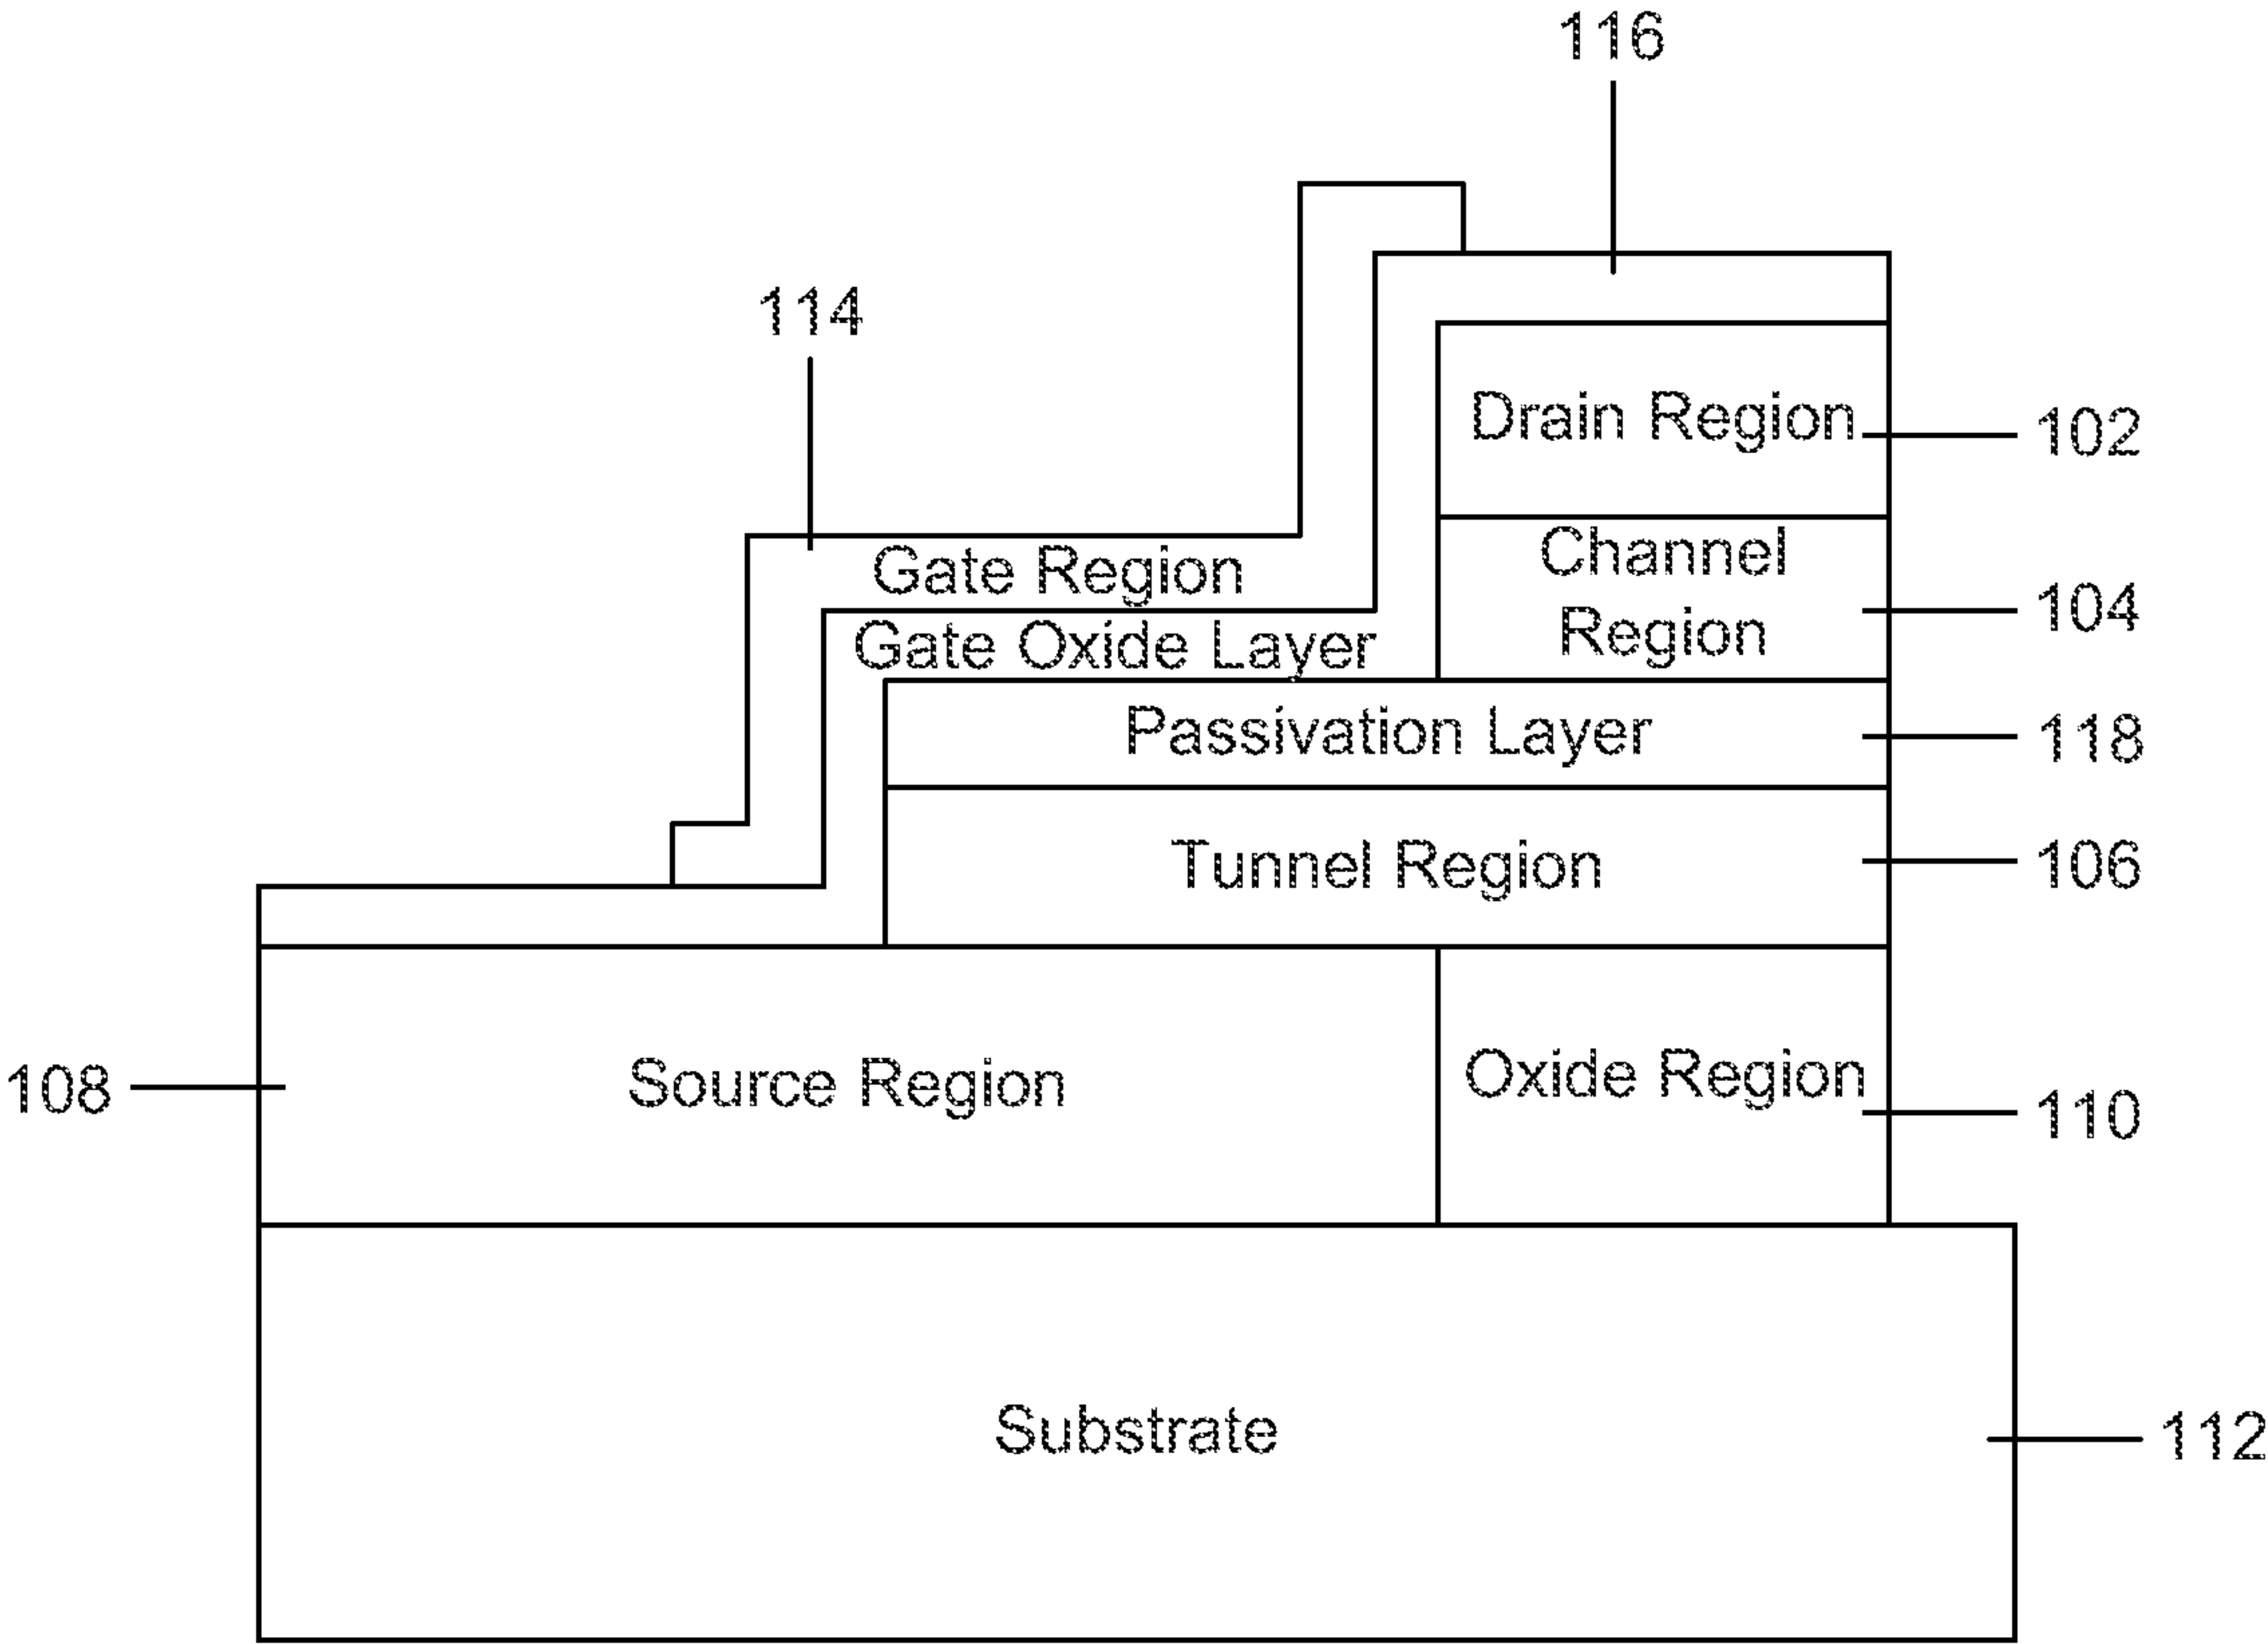 116
114
Drain Region
102
Channel
Region
104
Gate Region
Gate Oxide Layer
Passivation Layer
118
Tunnel Region
106
108
Source Region
Oxide Region
110
Substrate
112